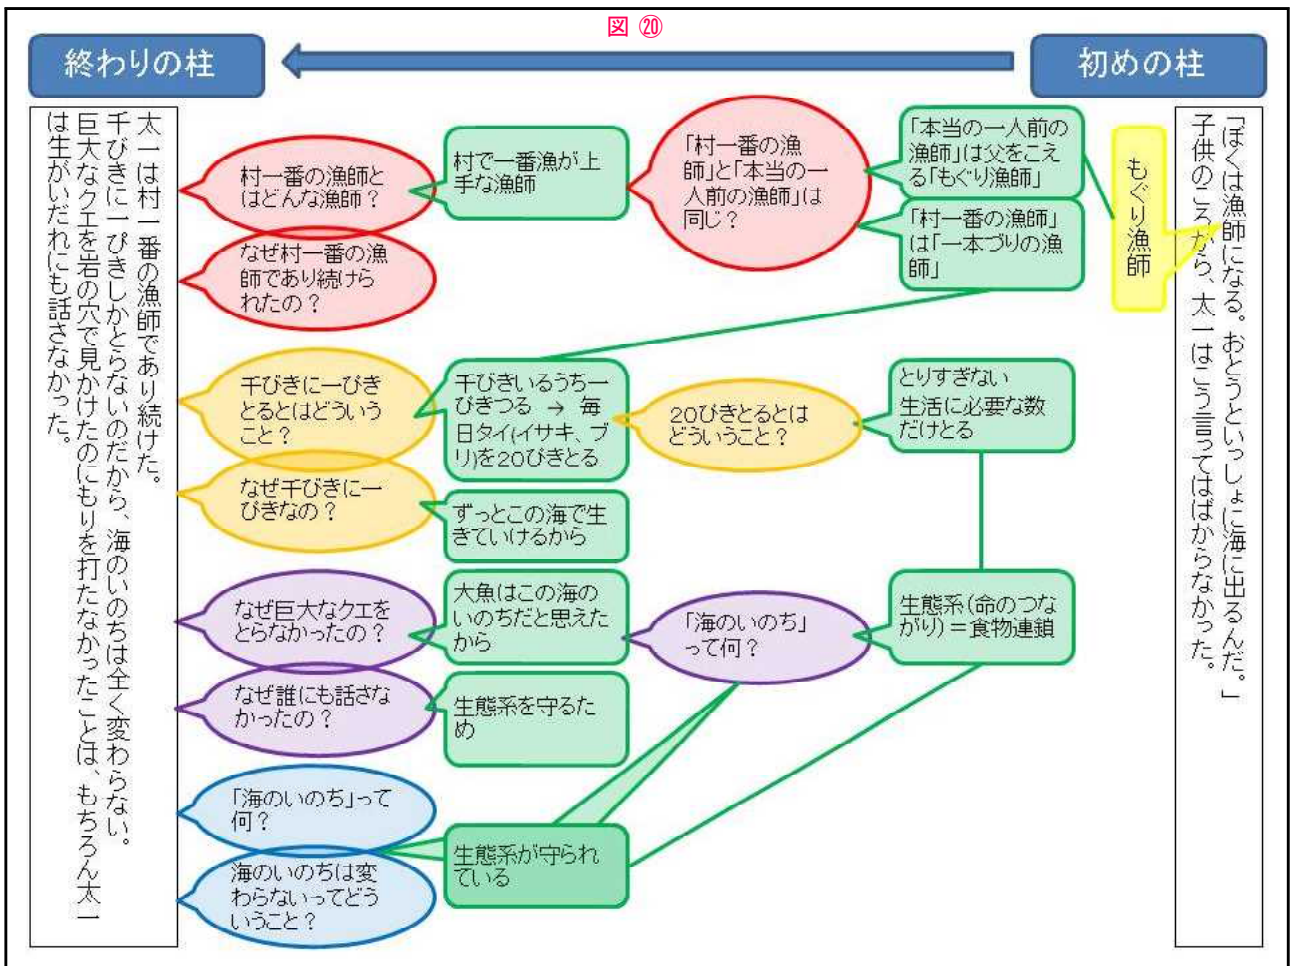 図 ⑳
初めの柱
終わりの柱
「ぼくは漁師になる。おとうといっしょに海に出るんだ。」
子供のころから、太一はこう言ってはばからなかった。
もぐり漁師
「本当の一人前の
漁師」は父をこえ
る「もぐり漁師」
「村一番の漁師」
は「一本づりの漁
師」
「村一番の漁
師」と「本当の一
人前の漁師」は
同じ？
村で一番漁が上
手な漁師
村一番の漁師と
はどんな漁師？
なぜ村一番の漁
師であり続けら
れたの？
とりすぎない
生活に必要な数
だけとる
20ぴきとるとは
どういうこと？
千びきいるうち一
ぴきつる → 毎
日タイ(イサキ、ブ
リ)を20ぴきとる
千びきに一ぴき
とるとはどういう
こと？
ずっとこの海で生
きていけるから
なぜ千びきに一
ぴきなの？
生態系（命のつな
がり）＝食物連鎖
「海のいのち」
って何？
大魚はこの海の
いのちだと思えた
から
なぜ巨大なクエを
とらなかったの？
生態系を守るた
め
なぜ誰にも話さな
かったの？
「海のいのち」って
何？
生態系が守られ
ている
海のいのちは変
わらないってどう
いうこと？
太一は村一番の漁師であり続けた。
千びきに一ぴきしかとらないのだから、海のいのちは全く変わらない。
巨大なクエを岩の穴で見かけたのにもりを打たなかったことは、もちろん太一
は生がいだれにも話さなかった。